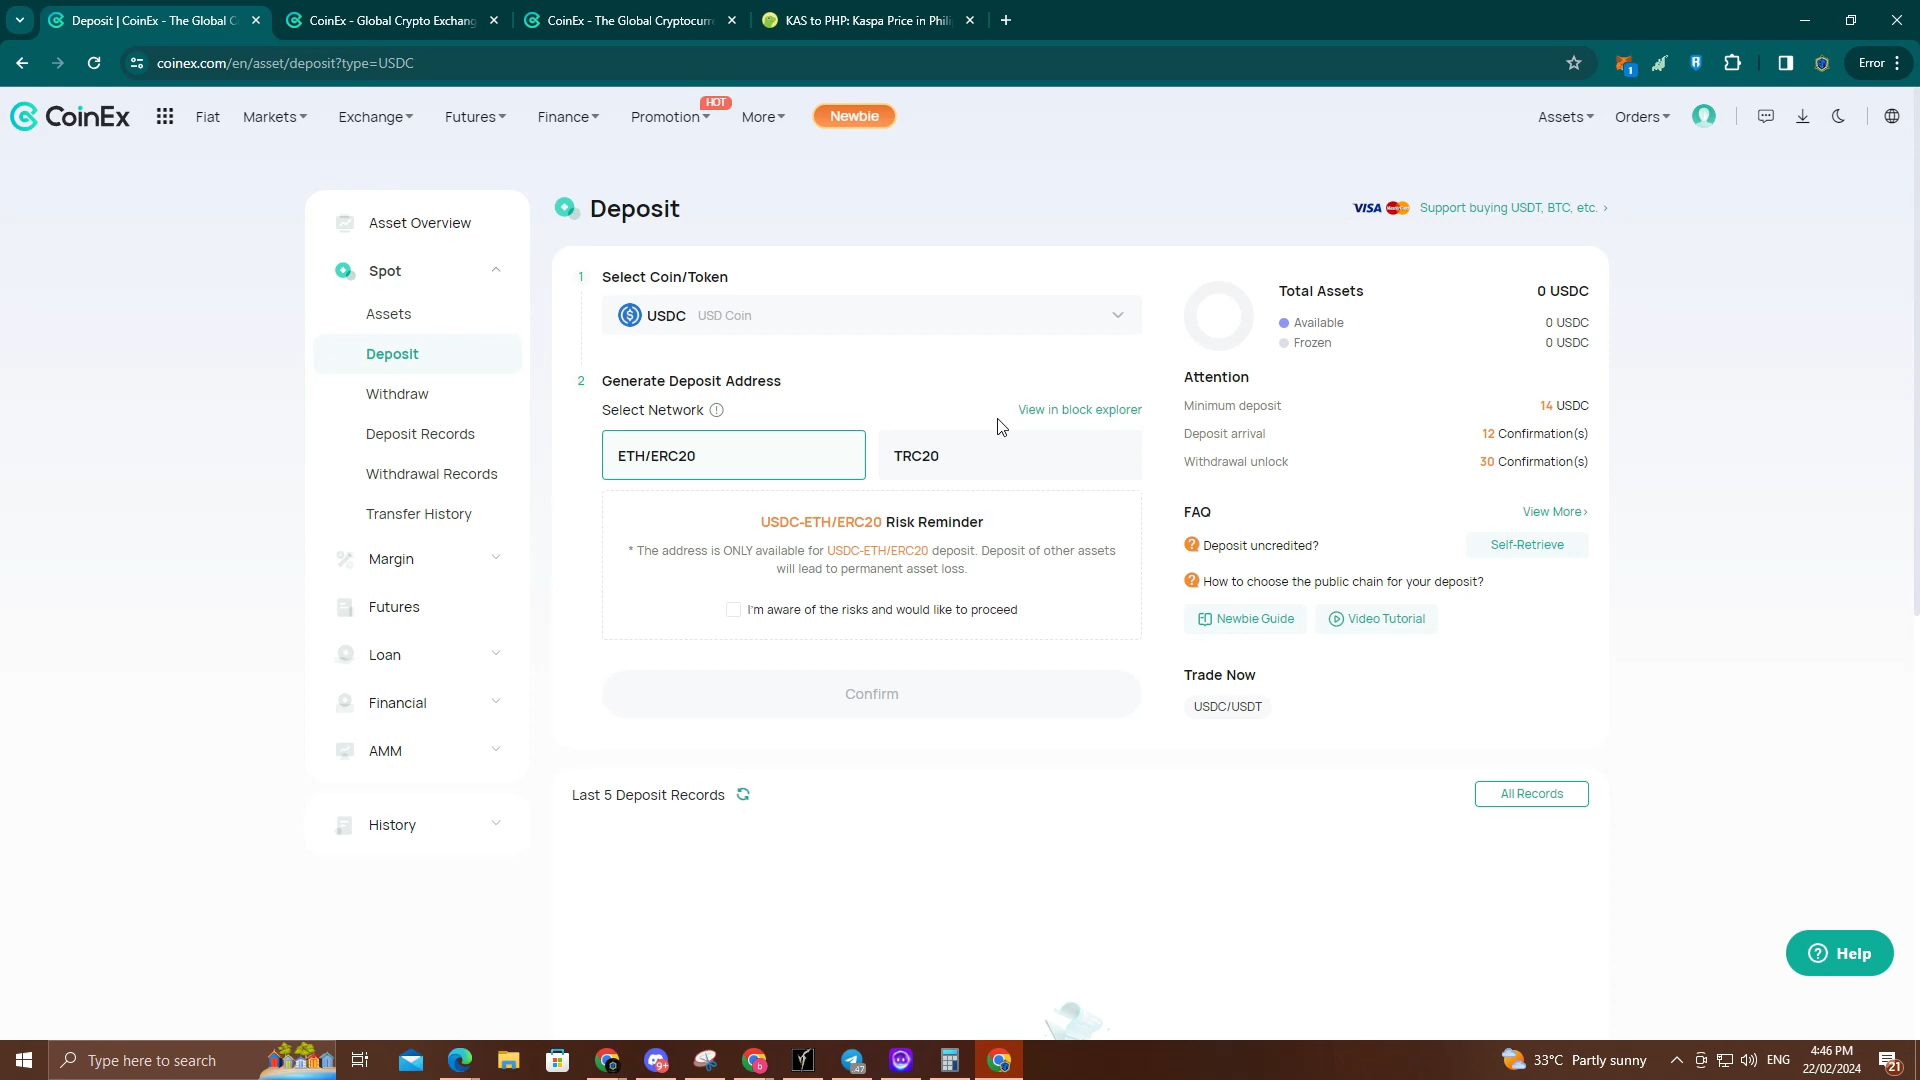 Deposit | CoinEx - The Global C
CoinEx - Global Crypto Exchang
CoinEx - The Global Cryptocurr
KAS to PHP: Kaspa Price in Phili
coinex.com/en/asset/deposit?type=USDC
1
Error
CoinEx
Fiat
Markets
Exchange
Futures
Finance
Promotion
HOT
More
Newbie
Assets
Orders
Asset Overview
Spot
Assets
Deposit
Withdraw
Deposit Records
Withdrawal Records
Transfer History
Margin
Futures
Loan
Financial
AMM
History
Deposit
VISA
Support buying USDT, BTC, etc. >
1
Select Coin/Token
USDC USD Coin
2
Generate Deposit Address
Select Network
View in block explorer
ETH/ERC20
TRC20
USDC-ETH/ERC20 Risk Reminder
* The address is ONLY available for USDC-ETH/ERC20 deposit. Deposit of other assets
will lead to permanent asset loss.
I'm aware of the risks and would like to proceed
Confirm
Total Assets 0 USDC
Available 0 USDC
Frozen 0 USDC
Attention
Minimum deposit 14 USDC
Deposit arrival 12 Confirmation(s)
Withdrawal unlock 30 Confirmation(s)
FAQ
View More>
Deposit uncredited?
Self-Retrieve
How to choose the public chain for your deposit?
Newbie Guide
Video Tutorial
Trade Now
USDC/USDT
Last 5 Deposit Records
All Records
Help
Type here to search
9+
47
33°C Partly sunny
ENG
4:46 PM
22/02/2024
21